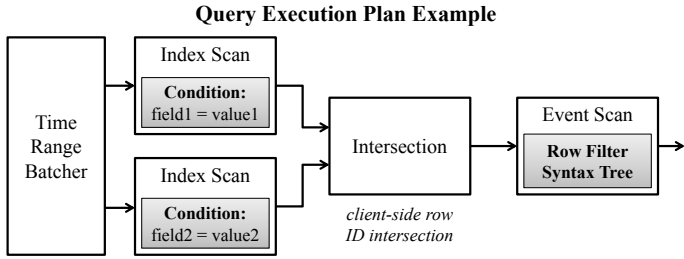 Query Execution Plan Example
Time
Range
Batcher
Index Scan
Condition:
field1 = value1
Index Scan
Condition:
field2 = value2
Intersection
client-side row
ID intersection
Event Scan
Row Filter
Syntax Tree